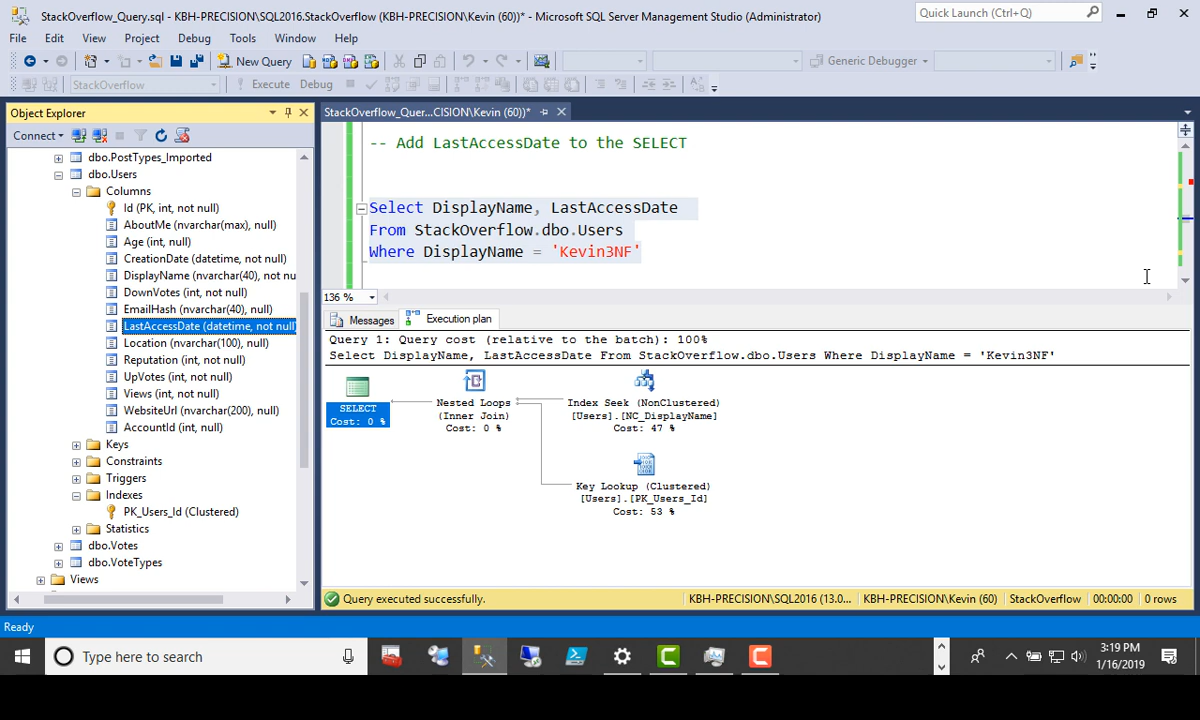 StackOverflow_Query.sql - KBH-PRECISION\SQL2016.StackOverflow (KBH-PRECISION\Kevin (60))* - Microsoft SQL Server Management Studio (Administrator)
Quick Launch (Ctrl+Q)
File Edit View Project Debug Tools Window Help
New Query
Generic Debugger
StackOverflow
Execute Debug
Object Explorer
StackOverflow_Quer...CISION\Kevin (60))*
Connect
dbo.PostTypes_Imported
dbo.Users
Columns
Id (PK, int, not null)
AboutMe (nvarchar(max), null)
Age (int, null)
CreationDate (datetime, not null)
DisplayName (nvarchar(40), not nu
DownVotes (int, not null)
EmailHash (nvarchar(40), null)
LastAccessDate (datetime, not null)
Location (nvarchar(100), null)
Reputation (int, not null)
UpVotes (int, not null)
Views (int, not null)
WebsiteUrl (nvarchar(200), null)
AccountId (int, null)
Keys
Constraints
Triggers
Indexes
PK_Users_Id (Clustered)
Statistics
dbo.Votes
dbo.VoteTypes
Views
-- Add LastAccessDate to the SELECT
Select DisplayName, LastAccessDate
From StackOverflow.dbo.Users
Where DisplayName = 'Kevin3NF'
136 %
Messages Execution plan
Query 1: Query cost (relative to the batch): 100%
Select DisplayName, LastAccessDate From StackOverflow.dbo.Users Where DisplayName = 'Kevin3NF'
SELECT
Cost: 0 %
Nested Loops
(Inner Join)
Cost: 0 %
Index Seek (NonClustered)
[Users].[NC_DisplayName]
Cost: 47 %
Key Lookup (Clustered)
[Users].[PK_Users_Id]
Cost: 53 %
Query executed successfully.
KBH-PRECISION\SQL2016 (13.0... KBH-PRECISION\Kevin (60) StackOverflow 00:00:00 0 rows
Ready
Type here to search
3:19 PM
1/16/2019